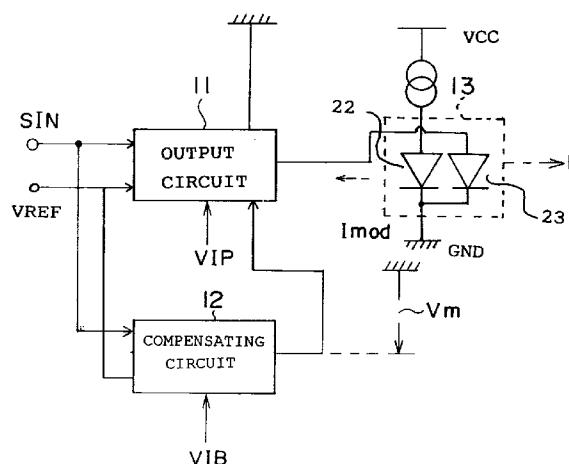 VCC
13
22
11
SIN
OUTPUT
CIRCUIT
VREF
23
Imod
GND
VIP
Vm
12
COMPENSATING
CIRCUIT
VIB